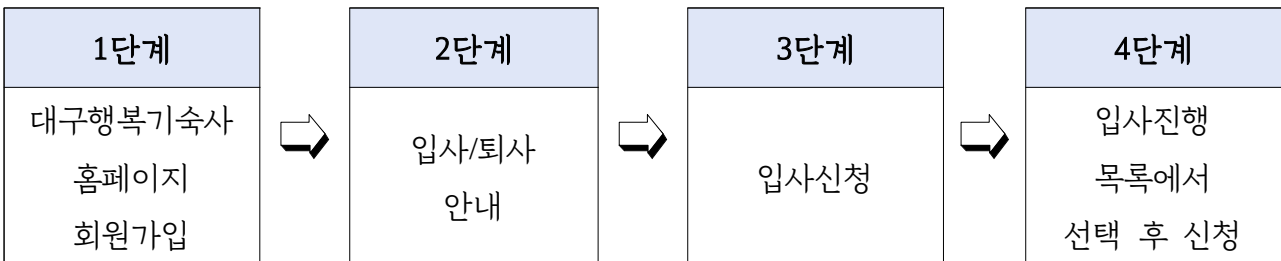 1단계
대구행복기숙사
홈페이지
회원가입
2단계
입사/퇴사
안내
3단계
입사신청
4단계
입사진행
목록에서
선택 후 신청